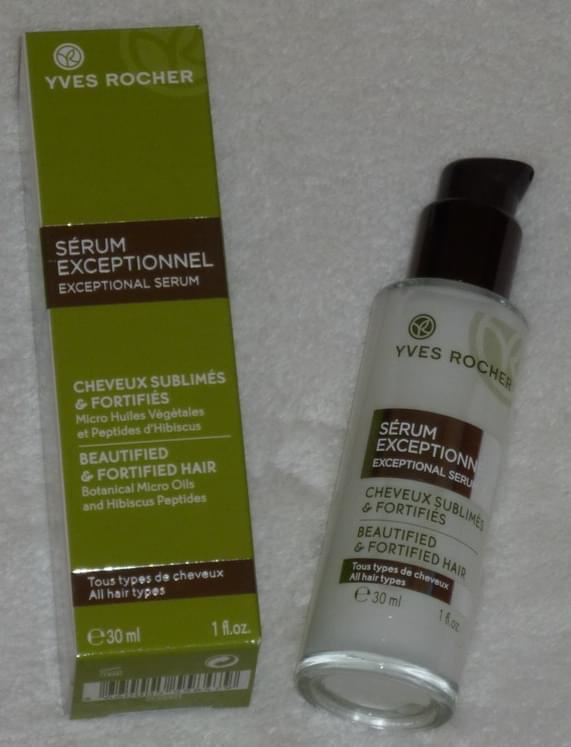 YVES ROCHER
SÉRUM
EXCEPTIONNEL
EXCEPTIONAL SERUM
CHEVEUX SUBLIMÉS
& FORTIFIÉS
Micro Huiles Végétales
et Peptides d'Hibiscus
BEAUTIFIED
& FORTIFIED HAIR
Botanical Micro Oils
and Hibiscus Peptides
Tous types de cheveux
All hair types
℮30 ml 1 fl.oz.
YVES ROCHER
SÉRUM
EXCEPTIONN
EXCEPTIONAL SERU
CHEVEUX SUBLIMÉS
& FORTIFIÉS
BEAUTIFIED
& FORTIFIED HAIR
Tous types de cheveux
All hair types
℮30 ml 1 fl.oz.